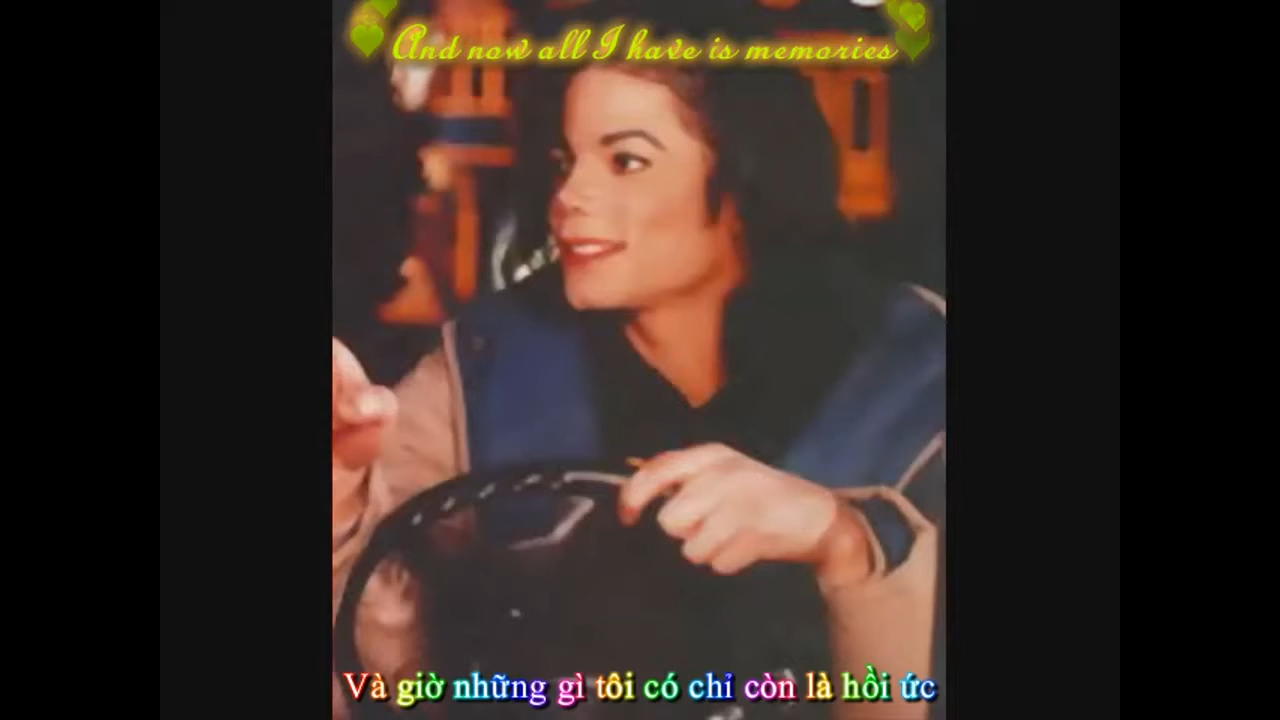 And now all I have is memories
Và giờ những gì tôi có chỉ còn là hồi ức